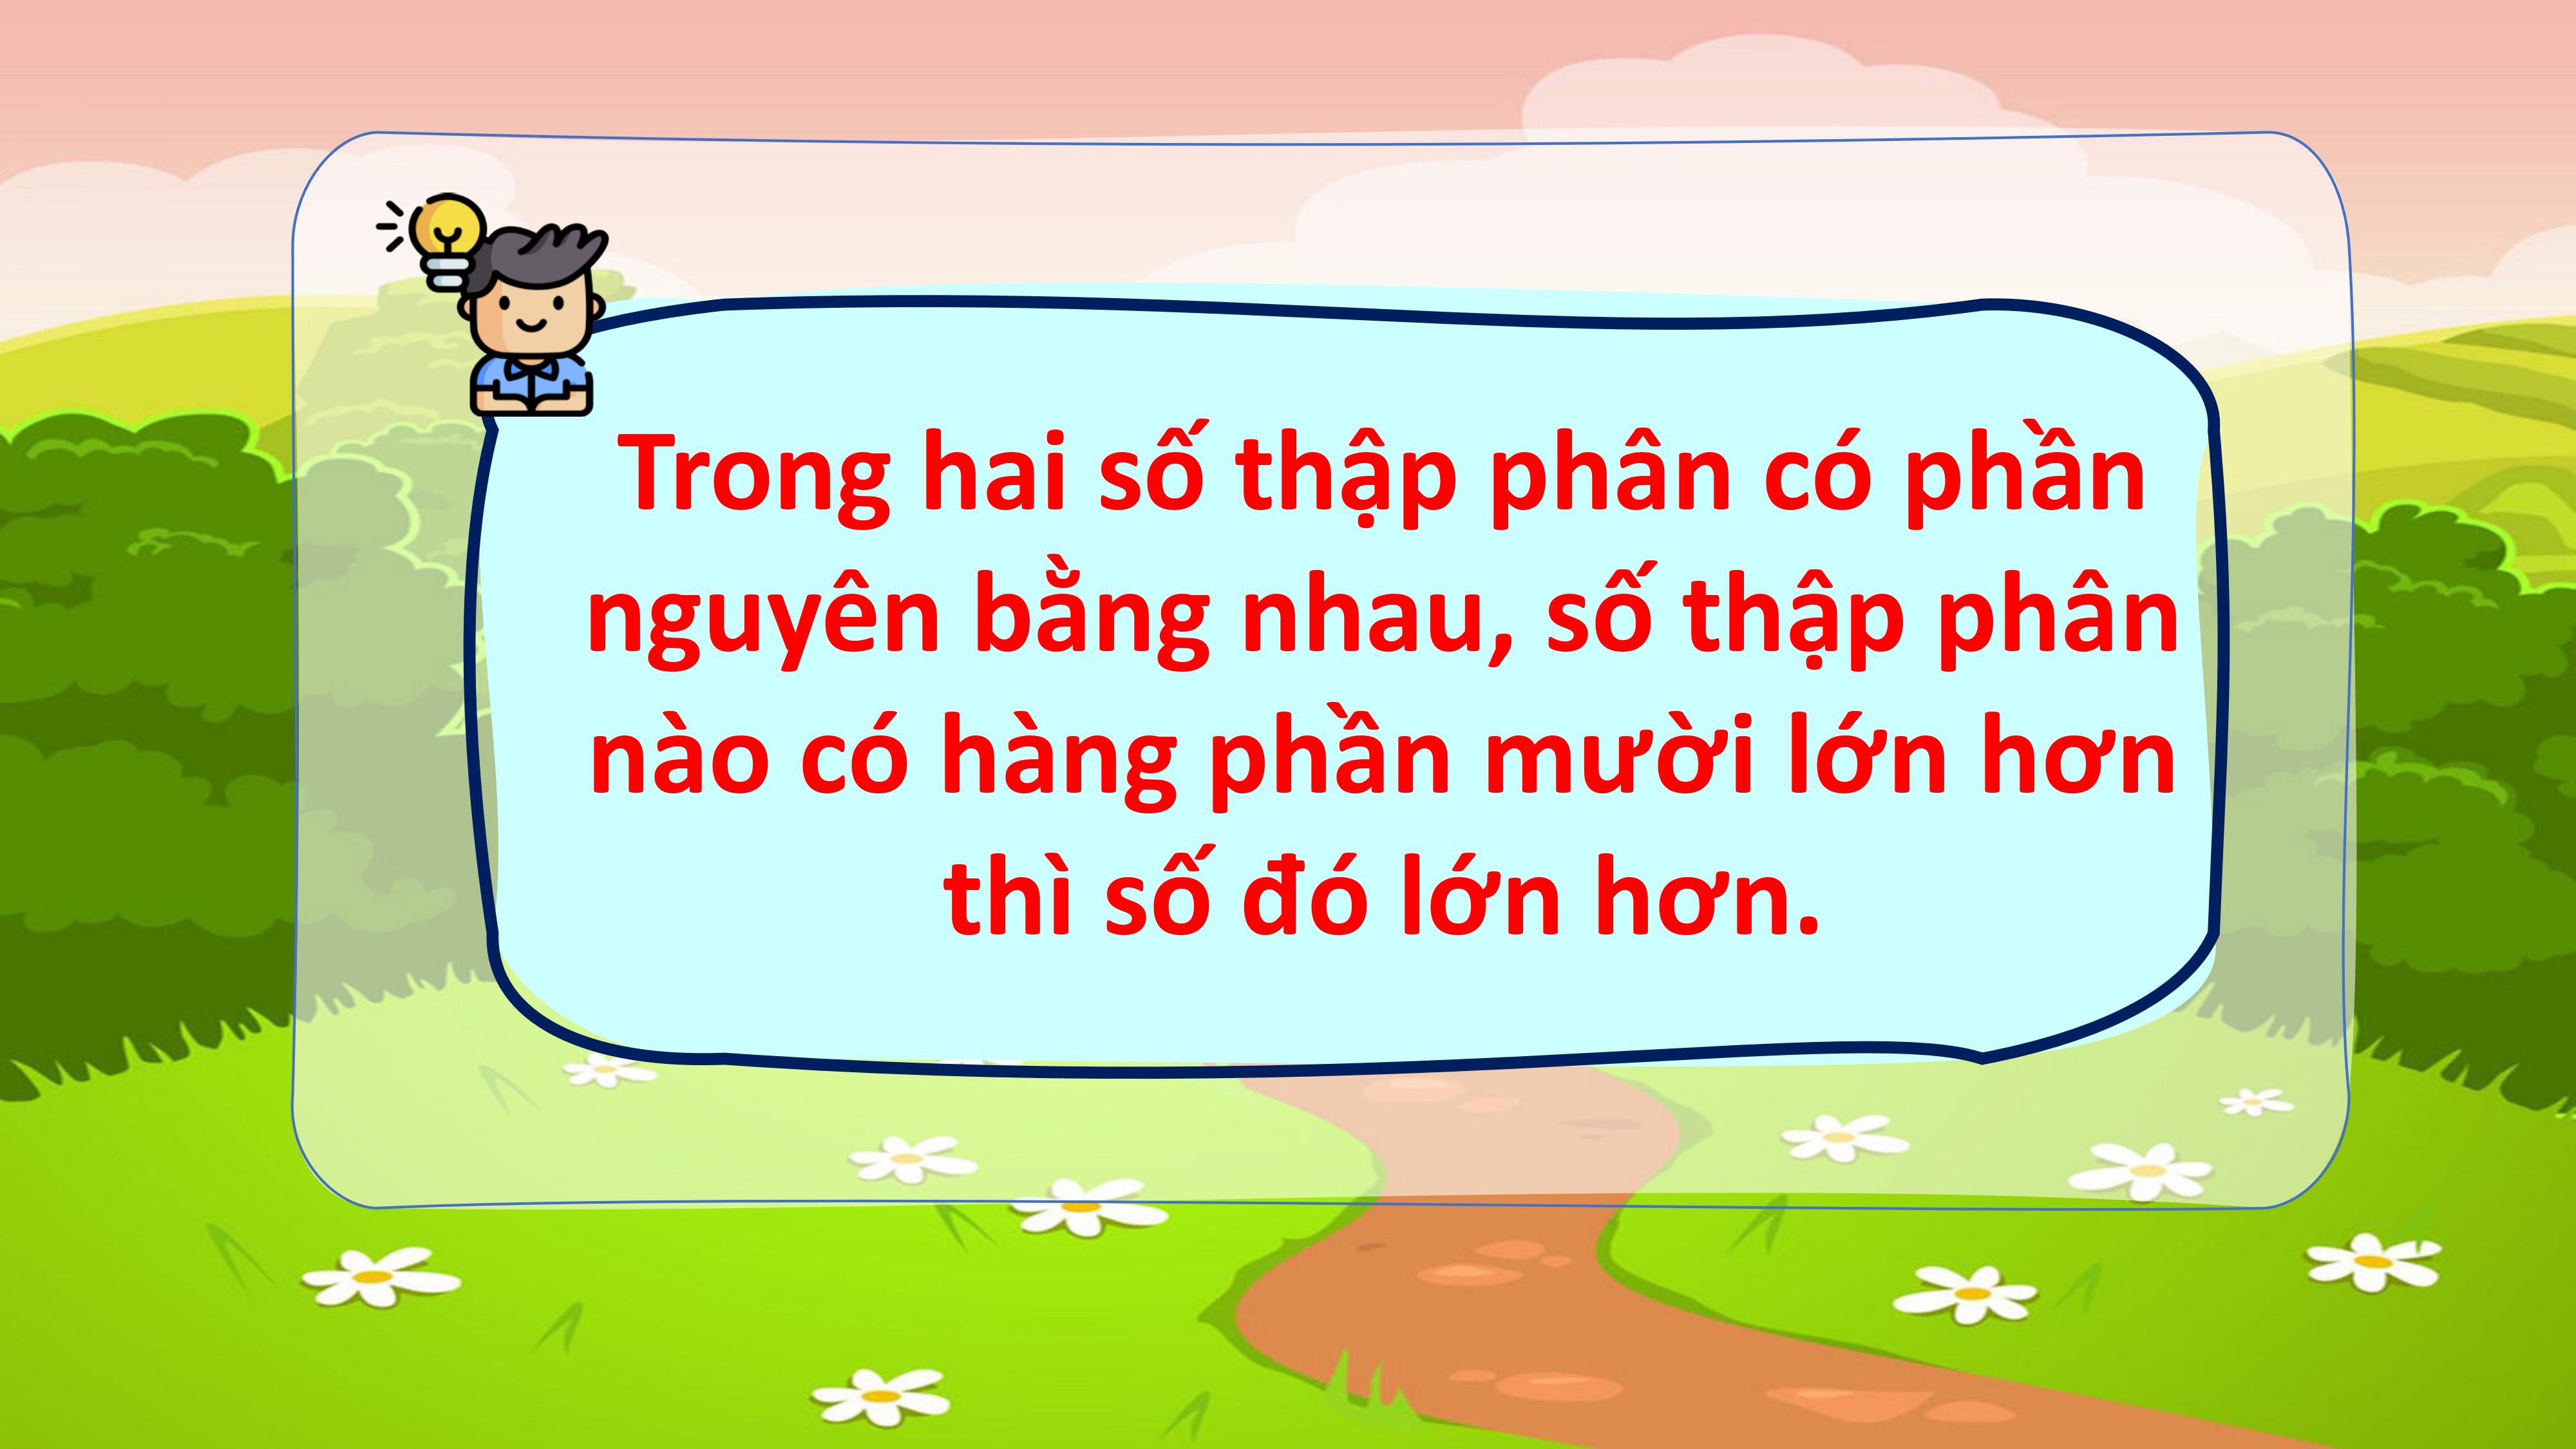 Trong hai số thập phân có phần
nguyên bằng nhau, số thập phân
nào có hàng phần mười lớn hơn
thì số đó lớn hơn.